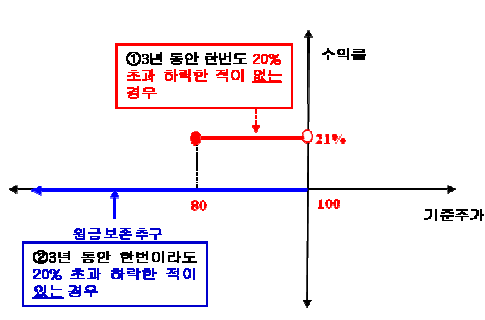 ①3년 동안 한번도 20%
초과 하락한 적이 없는
경우
수익률
21%
80
100
기준주가
원금보존추구
②3년 동안 한번이라도
20% 초과 하락한 적이
있는 경우